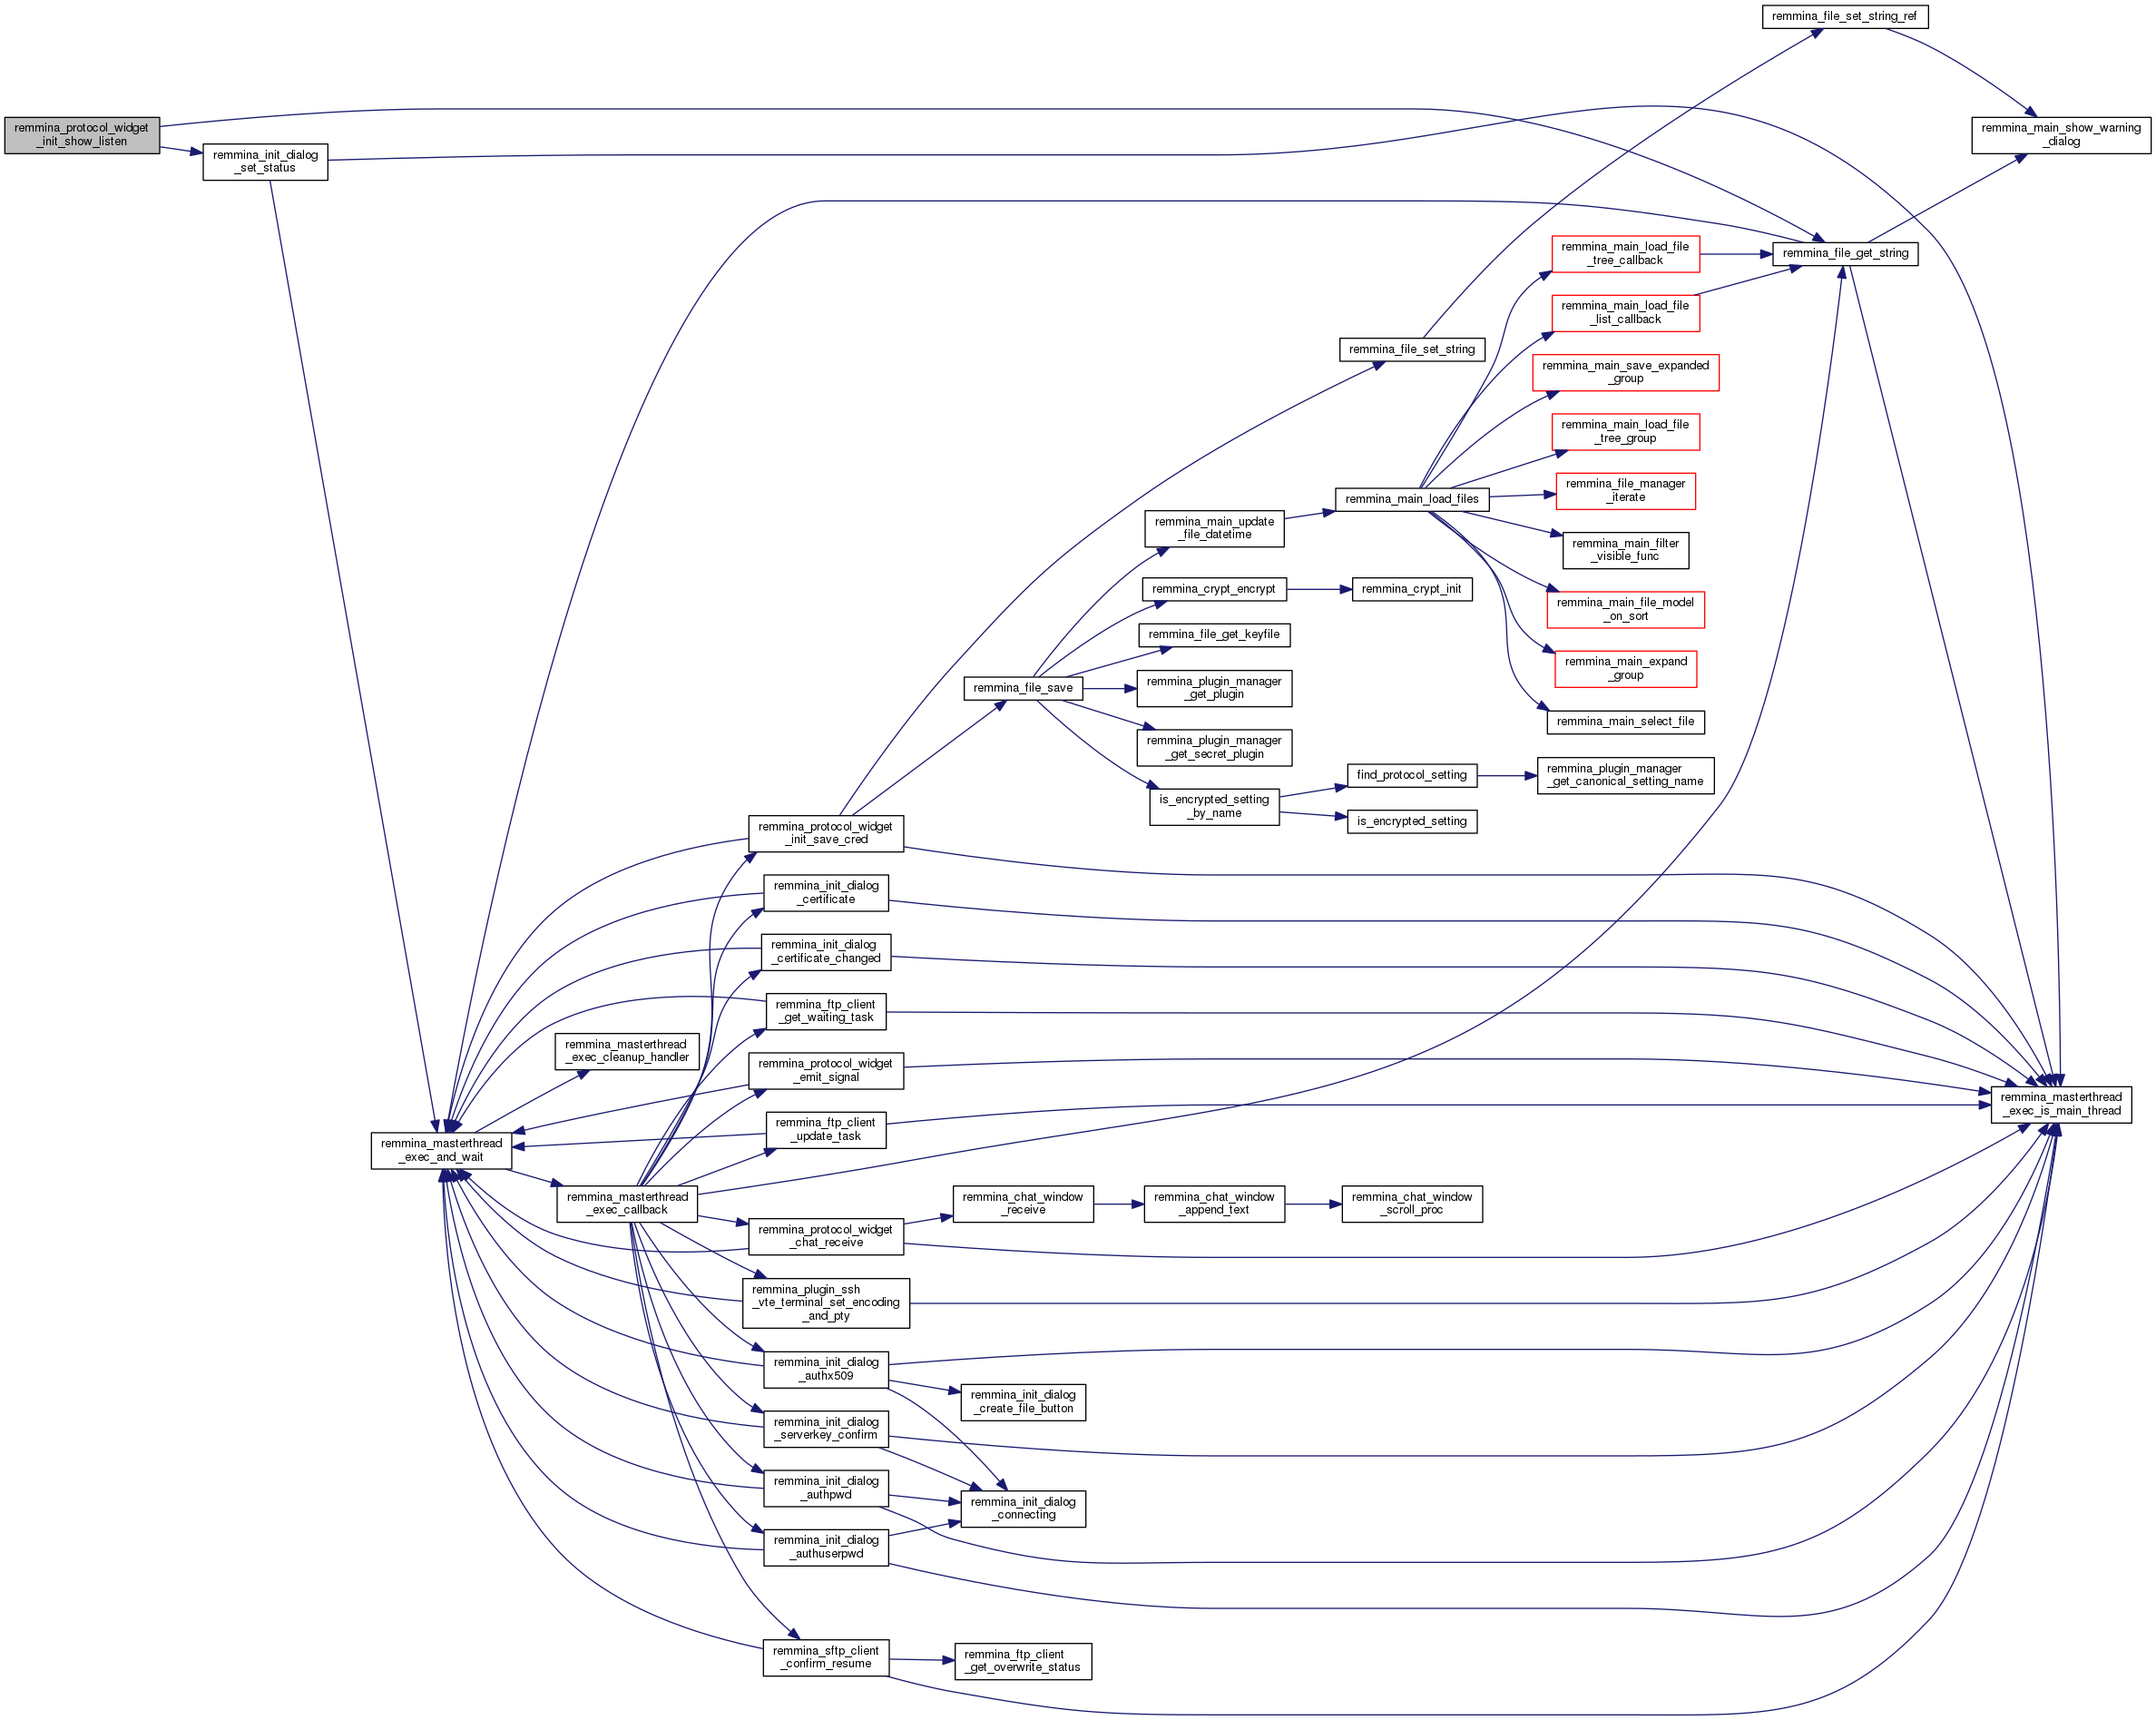 remmina_protocol_widget
_init_show_listen
remmina_init_dialog
_set_status
remmina_masterthread
_exec_and_wait
remmina_masterthread
_exec_cleanup_handler
remmina_masterthread
_exec_callback
remmina_protocol_widget
_init_save_cred
remmina_init_dialog
_certificate
remmina_init_dialog
_certificate_changed
remmina_ftp_client
_get_waiting_task
remmina_protocol_widget
_emit_signal
remmina_ftp_client
_update_task
remmina_protocol_widget
_chat_receive
remmina_plugin_ssh
_vte_terminal_set_encoding
_and_pty
remmina_init_dialog
_authx509
remmina_init_dialog
_serverkey_confirm
remmina_init_dialog
_authpwd
remmina_init_dialog
_authuserpwd
remmina_sftp_client
_confirm_resume
remmina_file_save
remmina_chat_window
_receive
remmina_init_dialog
_create_file_button
remmina_init_dialog
_connecting
remmina_ftp_client
_get_overwrite_status
remmina_main_update
_file_datetime
remmina_crypt_encrypt
remmina_file_get_keyfile
remmina_plugin_manager
_get_plugin
remmina_plugin_manager
_get_secret_plugin
is_encrypted_setting
_by_name
remmina_chat_window
_append_text
remmina_file_set_string
remmina_main_load_files
remmina_crypt_init
find_protocol_setting
is_encrypted_setting
remmina_chat_window
_scroll_proc
remmina_main_load_file
_tree_callback
remmina_main_load_file
_list_callback
remmina_main_save_expanded
_group
remmina_main_load_file
_tree_group
remmina_file_manager
_iterate
remmina_main_filter
_visible_func
remmina_main_file_model
_on_sort
remmina_main_expand
_group
remmina_main_select_file
remmina_plugin_manager
_get_canonical_setting_name
remmina_file_set_string_ref
remmina_file_get_string
remmina_main_show_warning
_dialog
remmina_masterthread
_exec_is_main_thread